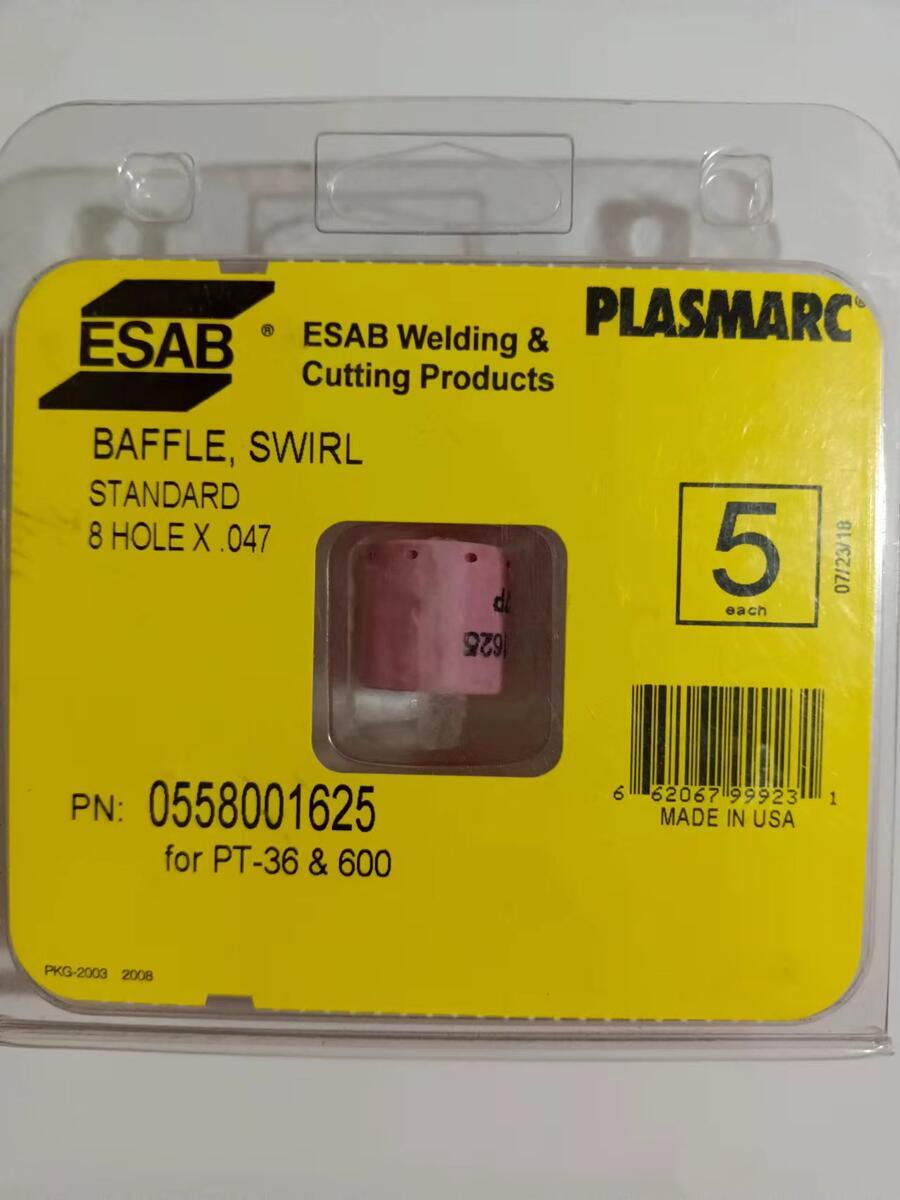 ESAB ®
ESAB Welding &
Cutting Products
PLASMARC®
BAFFLE, SWIRL
STANDARD
8 HOLE X .047
5
each
07/23/18
1625
6 62067 99923 1
MADE IN USA
PN: 0558001625
for PT-36 & 600
PKG-2003 2008